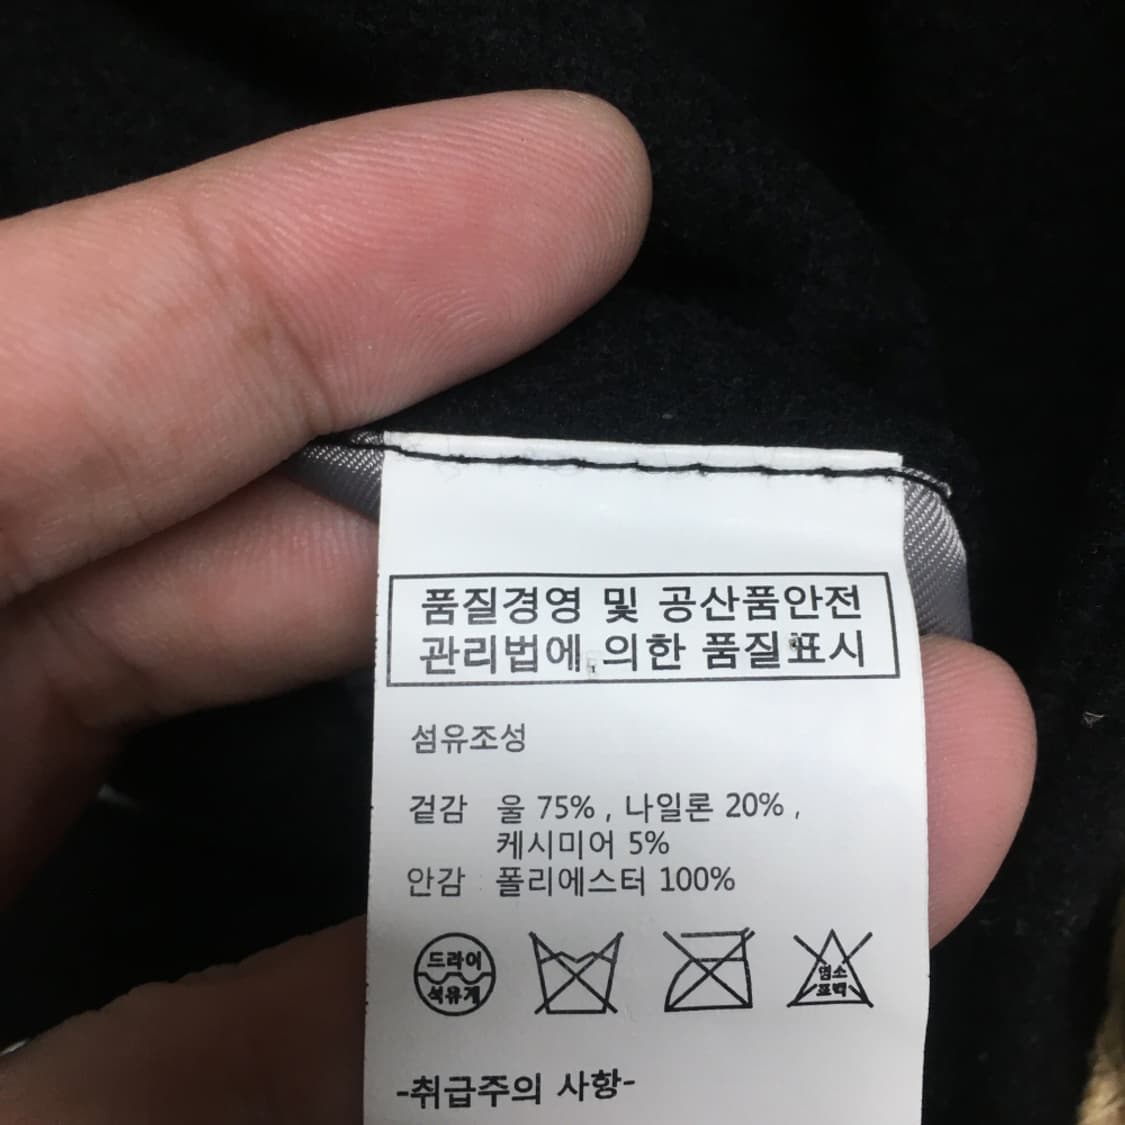 품질경영 및 공산품안전
관리법에 의한 품질표시
섬유조성
겉감 울 75% , 나일론 20% ,
케시미어 5%
안감 폴리에스터 100%
드라이
석유계
염소
표백
-취급주의 사항-